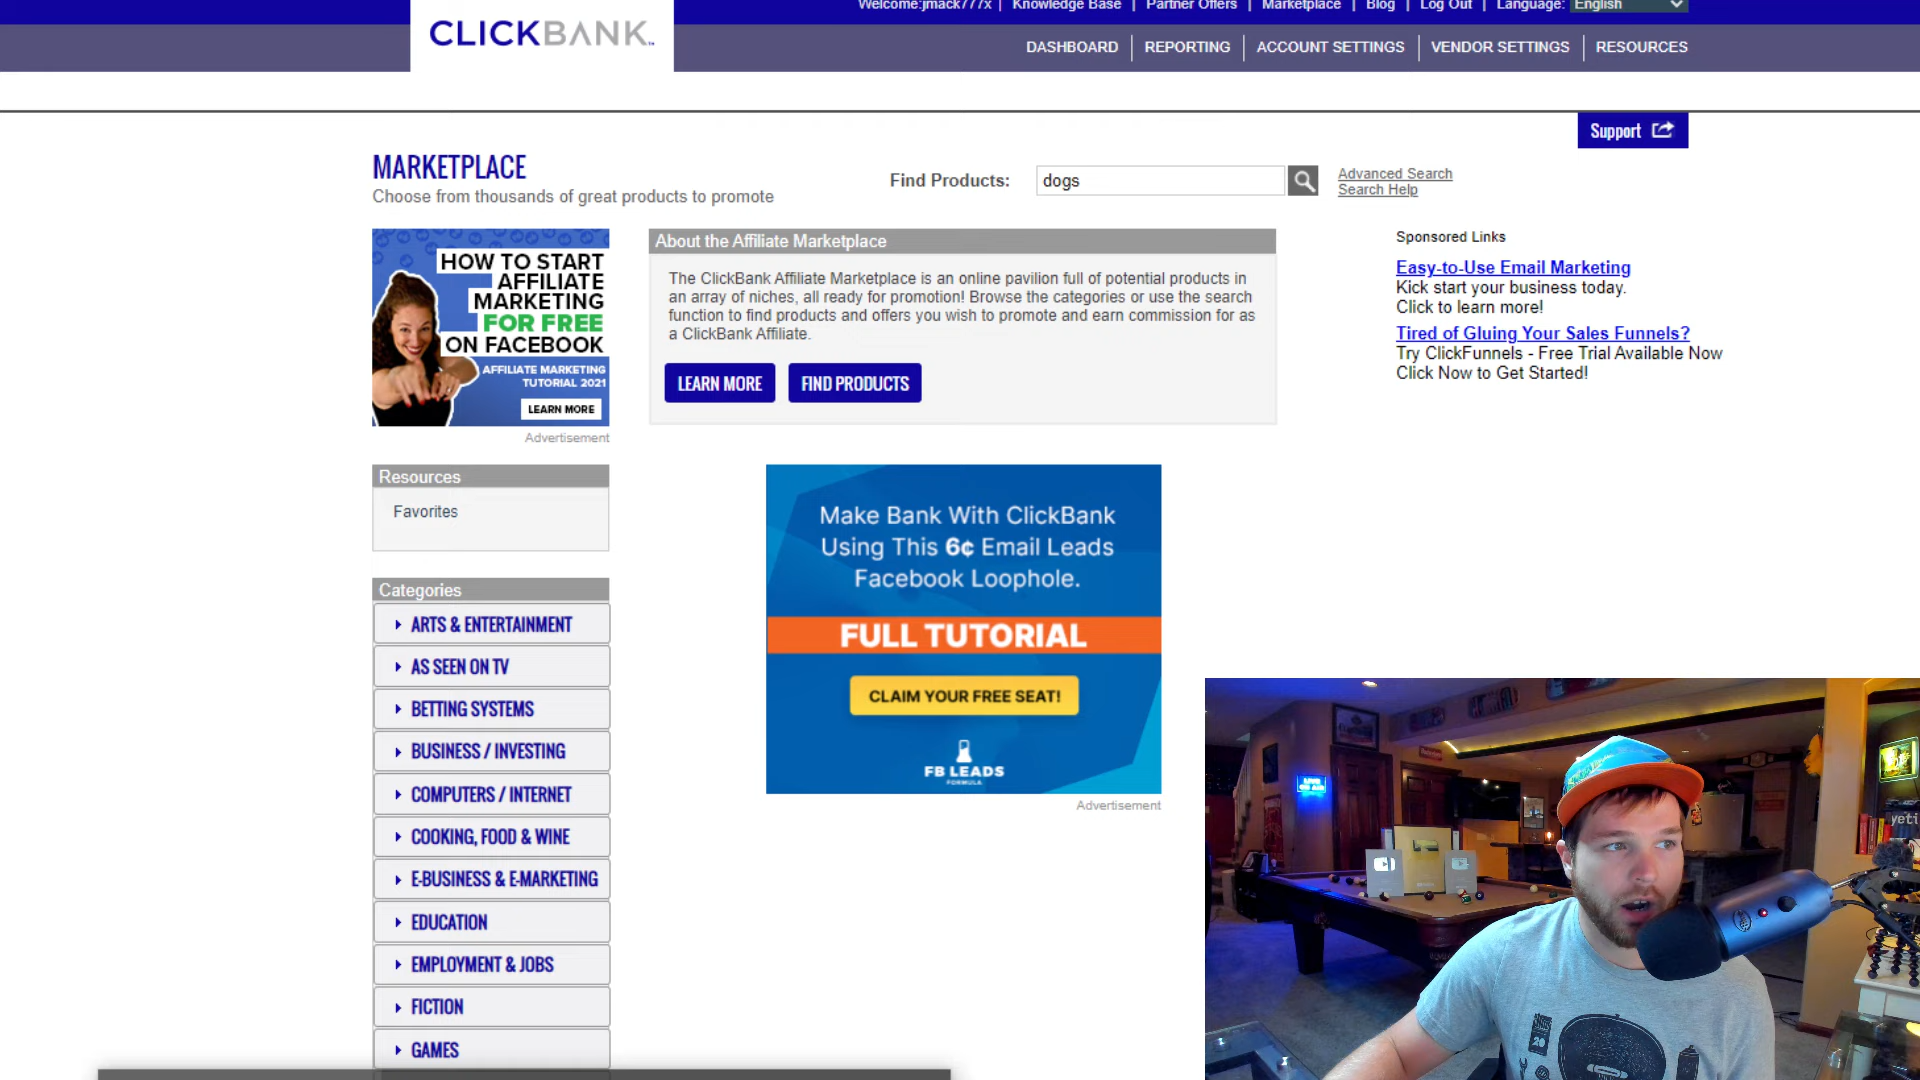 Welcome:jmack777x | Knowledge Base | Partner Offers | Marketplace | Blog | Log Out | Language: English
CLICKBANK™
DASHBOARD | REPORTING | ACCOUNT SETTINGS | VENDOR SETTINGS | RESOURCES
Support
MARKETPLACE
Choose from thousands of great products to promote
Find Products: dogs
Advanced Search
Search Help
HOW TO START
AFFILIATE
MARKETING
FOR FREE
ON FACEBOOK
AFFILIATE MARKETING
TUTORIAL 2021
LEARN MORE
Advertisement
About the Affiliate Marketplace
The ClickBank Affiliate Marketplace is an online pavilion full of potential products in
an array of niches, all ready for promotion! Browse the categories or use the search
function to find products and offers you wish to promote and earn commission for as
a ClickBank Affiliate.
LEARN MORE
FIND PRODUCTS
Sponsored Links
Easy-to-Use Email Marketing
Kick start your business today.
Click to learn more!
Tired of Gluing Your Sales Funnels?
Try ClickFunnels - Free Trial Available Now
Click Now to Get Started!
Resources
Favorites
Categories
ARTS & ENTERTAINMENT
AS SEEN ON TV
BETTING SYSTEMS
BUSINESS / INVESTING
COMPUTERS / INTERNET
COOKING, FOOD & WINE
E-BUSINESS & E-MARKETING
EDUCATION
EMPLOYMENT & JOBS
FICTION
GAMES
Make Bank With ClickBank
Using This 6¢ Email Leads
Facebook Loophole.
FULL TUTORIAL
CLAIM YOUR FREE SEAT!
FB LEADS
FORMULA
Advertisement
LIVE
ON AIR
yeti
20